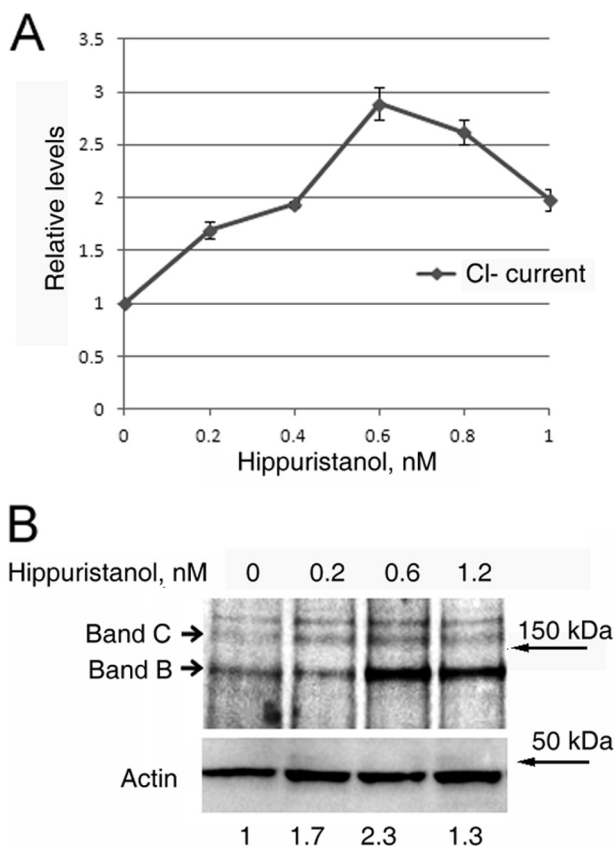 A
3.5
3
2.5
2
1.5
1
0.5
0
Relative levels
Cl- current
0 0.2 0.4 0.6 0.8 1
Hippuristanol, nM
B
Hippuristanol, nM 0 0.2 0.6 1.2
Band C
150 kDa
Band B
50 kDa
Actin
1 1.7 2.3 1.3